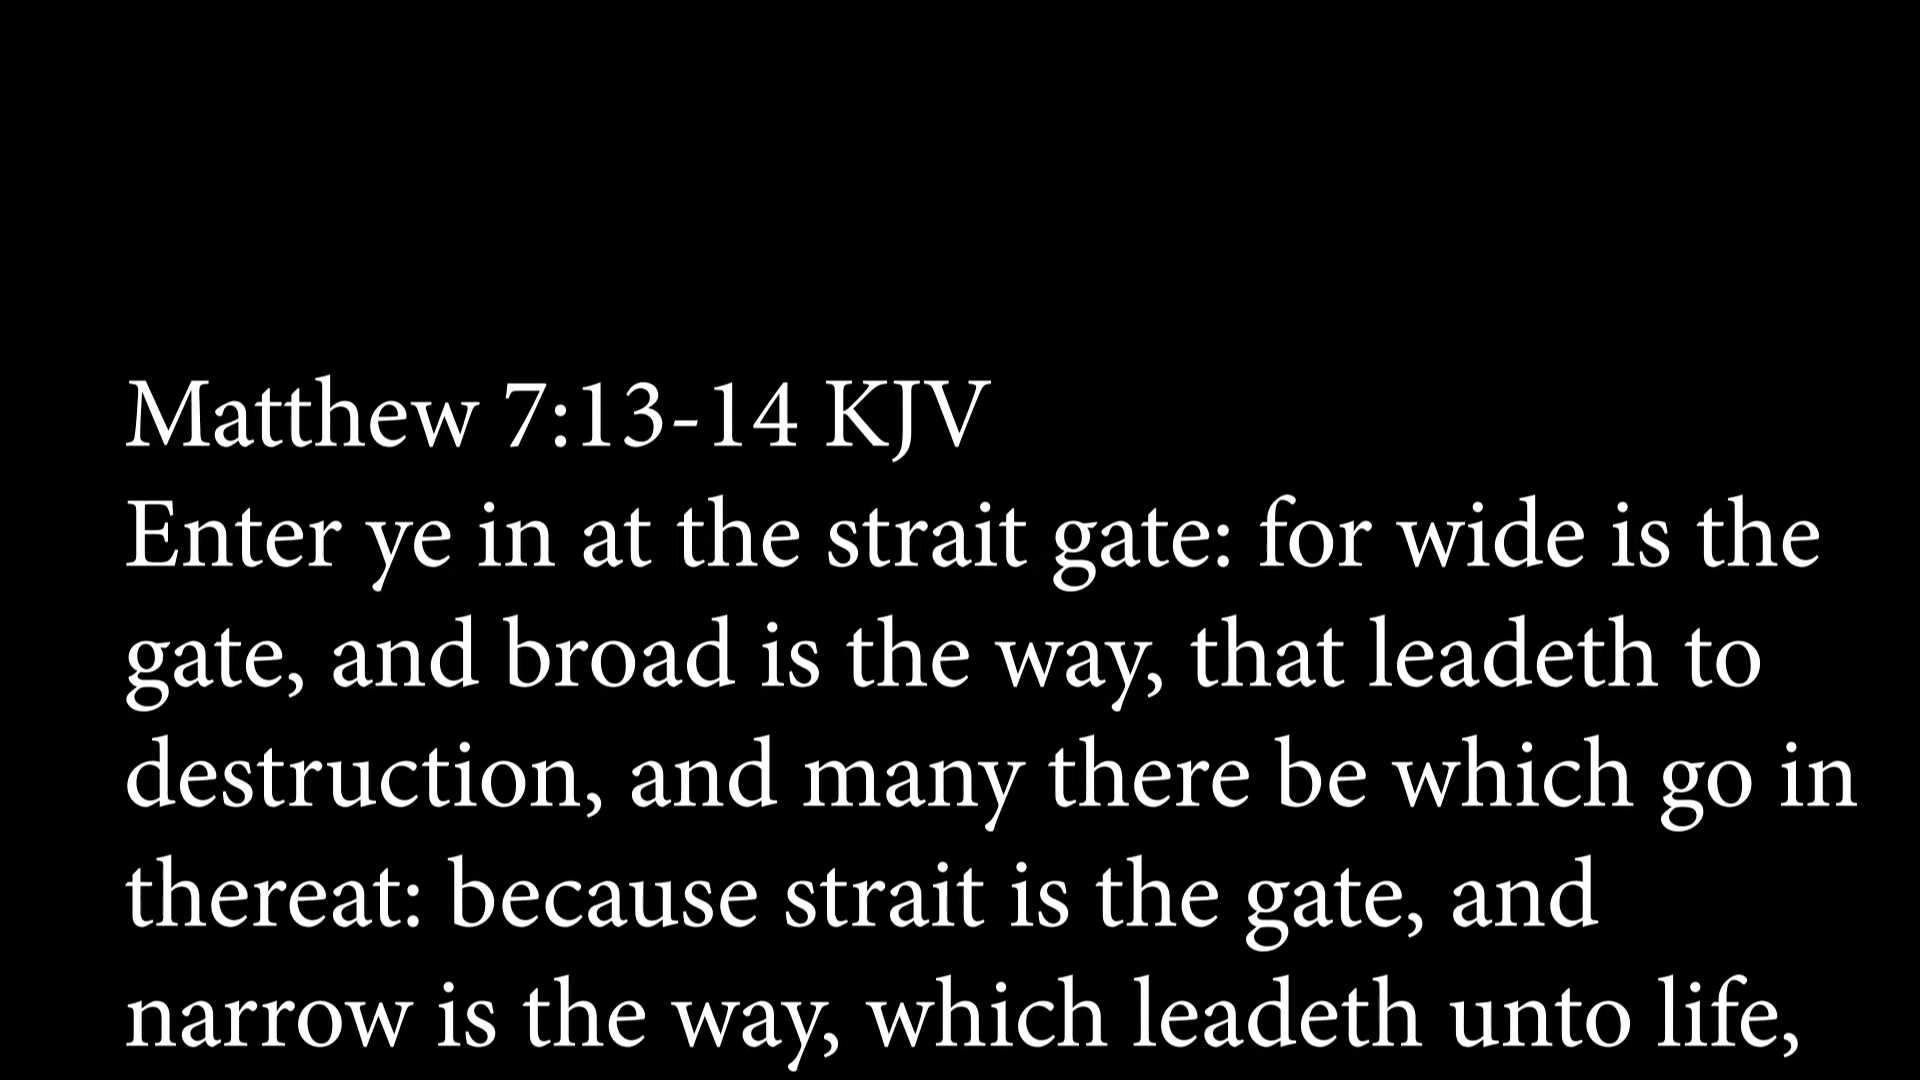 Matthew 7:13-14 KJV
Enter ye in at the strait gate: for wide is the
gate, and broad is the way, that leadeth to
destruction, and many there be which go in
thereat: because strait is the gate, and
narrow is the way, which leadeth unto life,